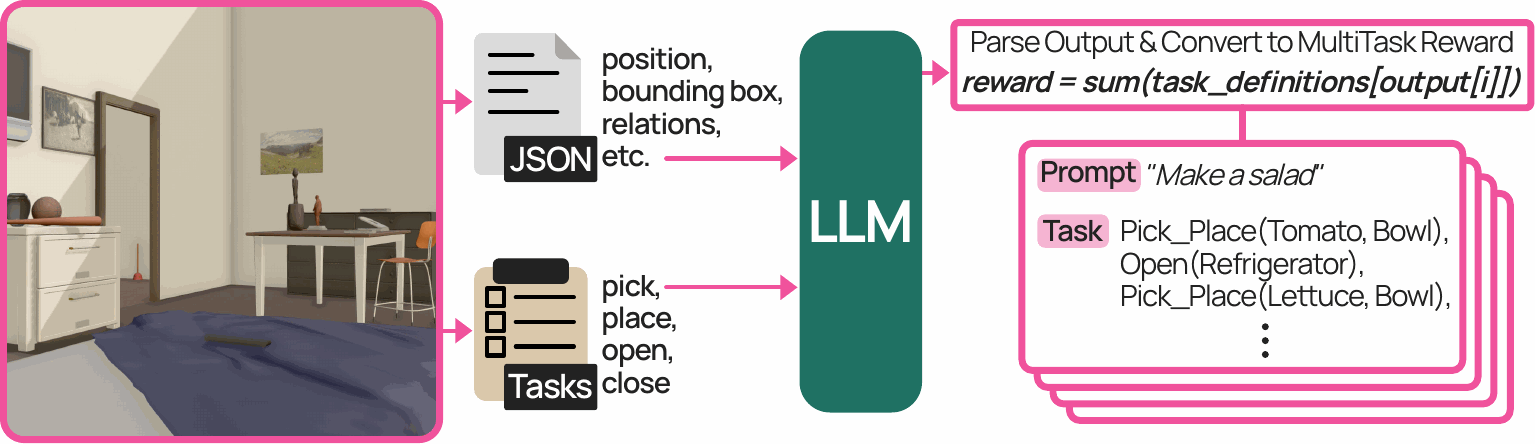 position,
bounding box,
relations,
etc.
JSON
pick,
place,
open,
close
Tasks
LLM
Parse Output & Convert to MultiTask Reward
reward = sum(task_definitions[output[i]])
Prompt "Make a salad"
Task Pick_Place(Tomato, Bowl),
Open(Refrigerator),
Pick_Place(Lettuce, Bowl),